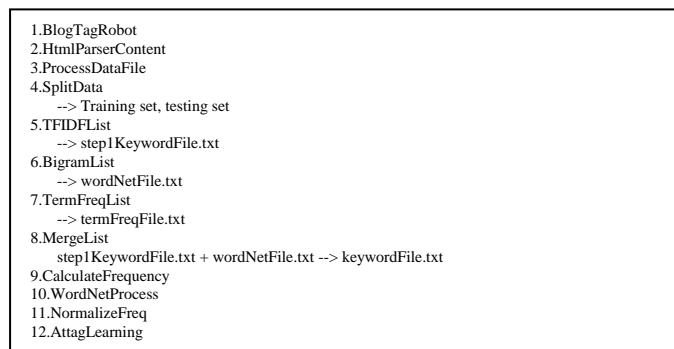 1.BlogTagRobot
2.HtmlParserContent
3.ProcessDataFile
4.SplitData
--> Training set, testing set
5.TFIDFList
--> step1KeywordFile.txt
6.BigramList
--> wordNetFile.txt
7.TermFreqList
--> termFreqFile.txt
8.MergeList
step1KeywordFile.txt + wordNetFile.txt --> keywordFile.txt
9.CalculateFrequency
10.WordNetProcess
11.NormalizeFreq
12.AttagLearning